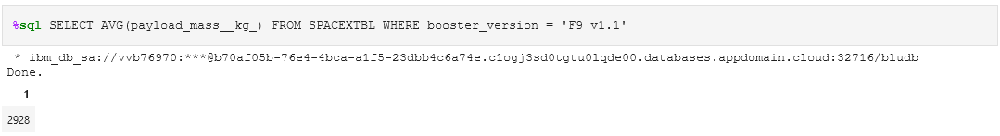 %sql SELECT AVG(payload_mass__kg_) FROM SPACEXTBL WHERE booster_version = 'F9 v1.1'
* ibm_db_sa://vvb76970:***@b70af05b-76e4-4bca-a1f5-23dbb4c6a74e.c1ogj3sd0tgtu0lqde00.databases.appdomain.cloud:32716/bludb
Done.
1
2928